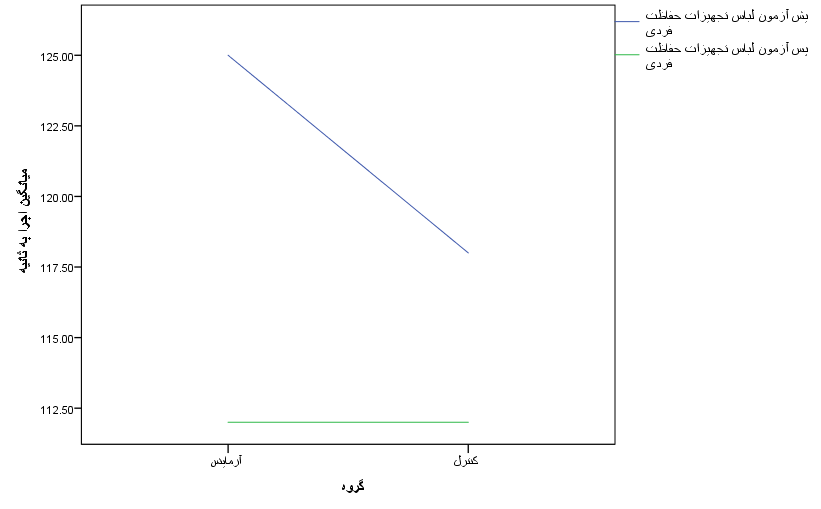 پیش آزمون لباس تجهیزات حفاظت
فردی
پس آزمون لباس تجهیزات حفاظت
فردی
125.00
122.50
120.00
117.50
115.00
112.50
میانگین اجرا به ثانیه
آزمایش
کنترل
گروه